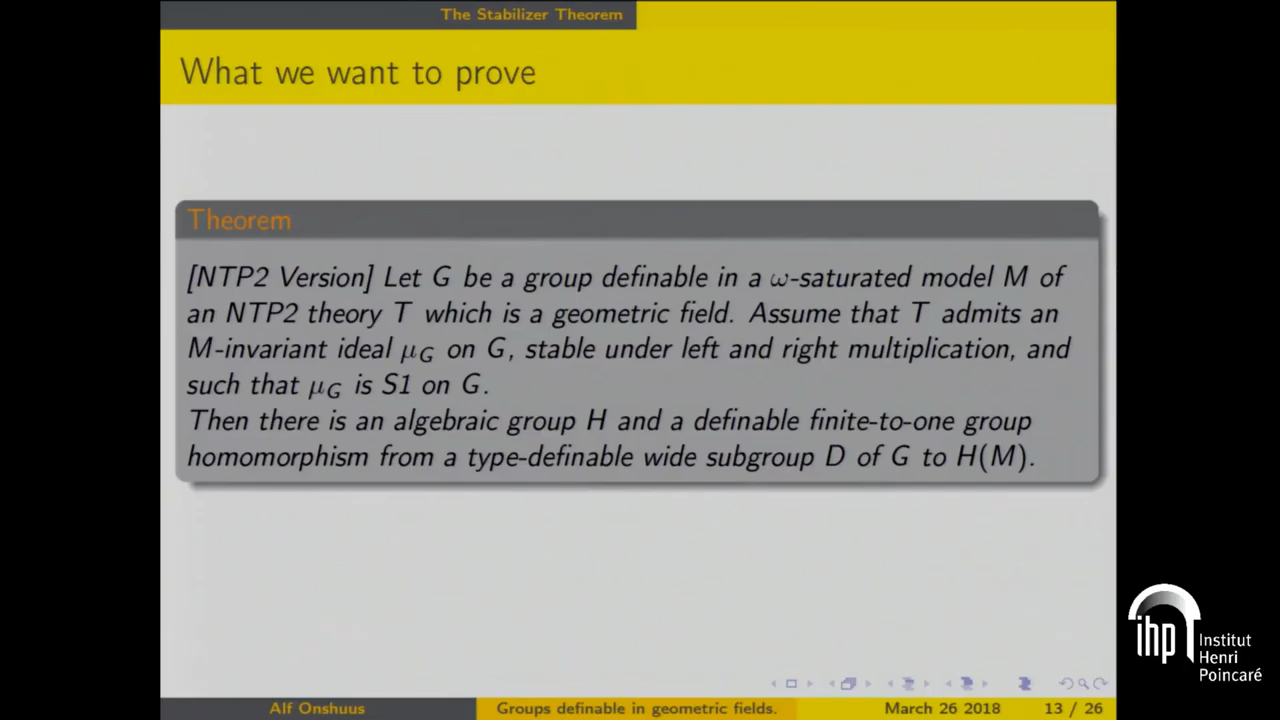 The Stabilizer Theorem
What we want to prove
Theorem
[NTP2 Version] Let G be a group definable in a ω-saturated model M of
an NTP2 theory T which is a geometric field. Assume that T admits an
M-invariant ideal μ_G on G, stable under left and right multiplication, and
such that μ_G is S1 on G.
Then there is an algebraic group H and a definable finite-to-one group
homomorphism from a type-definable wide subgroup D of G to H(M).
ihp Institut
Henri
Poincaré
Alf Onshuus Groups definable in geometric fields. March 26 2018 13 / 26